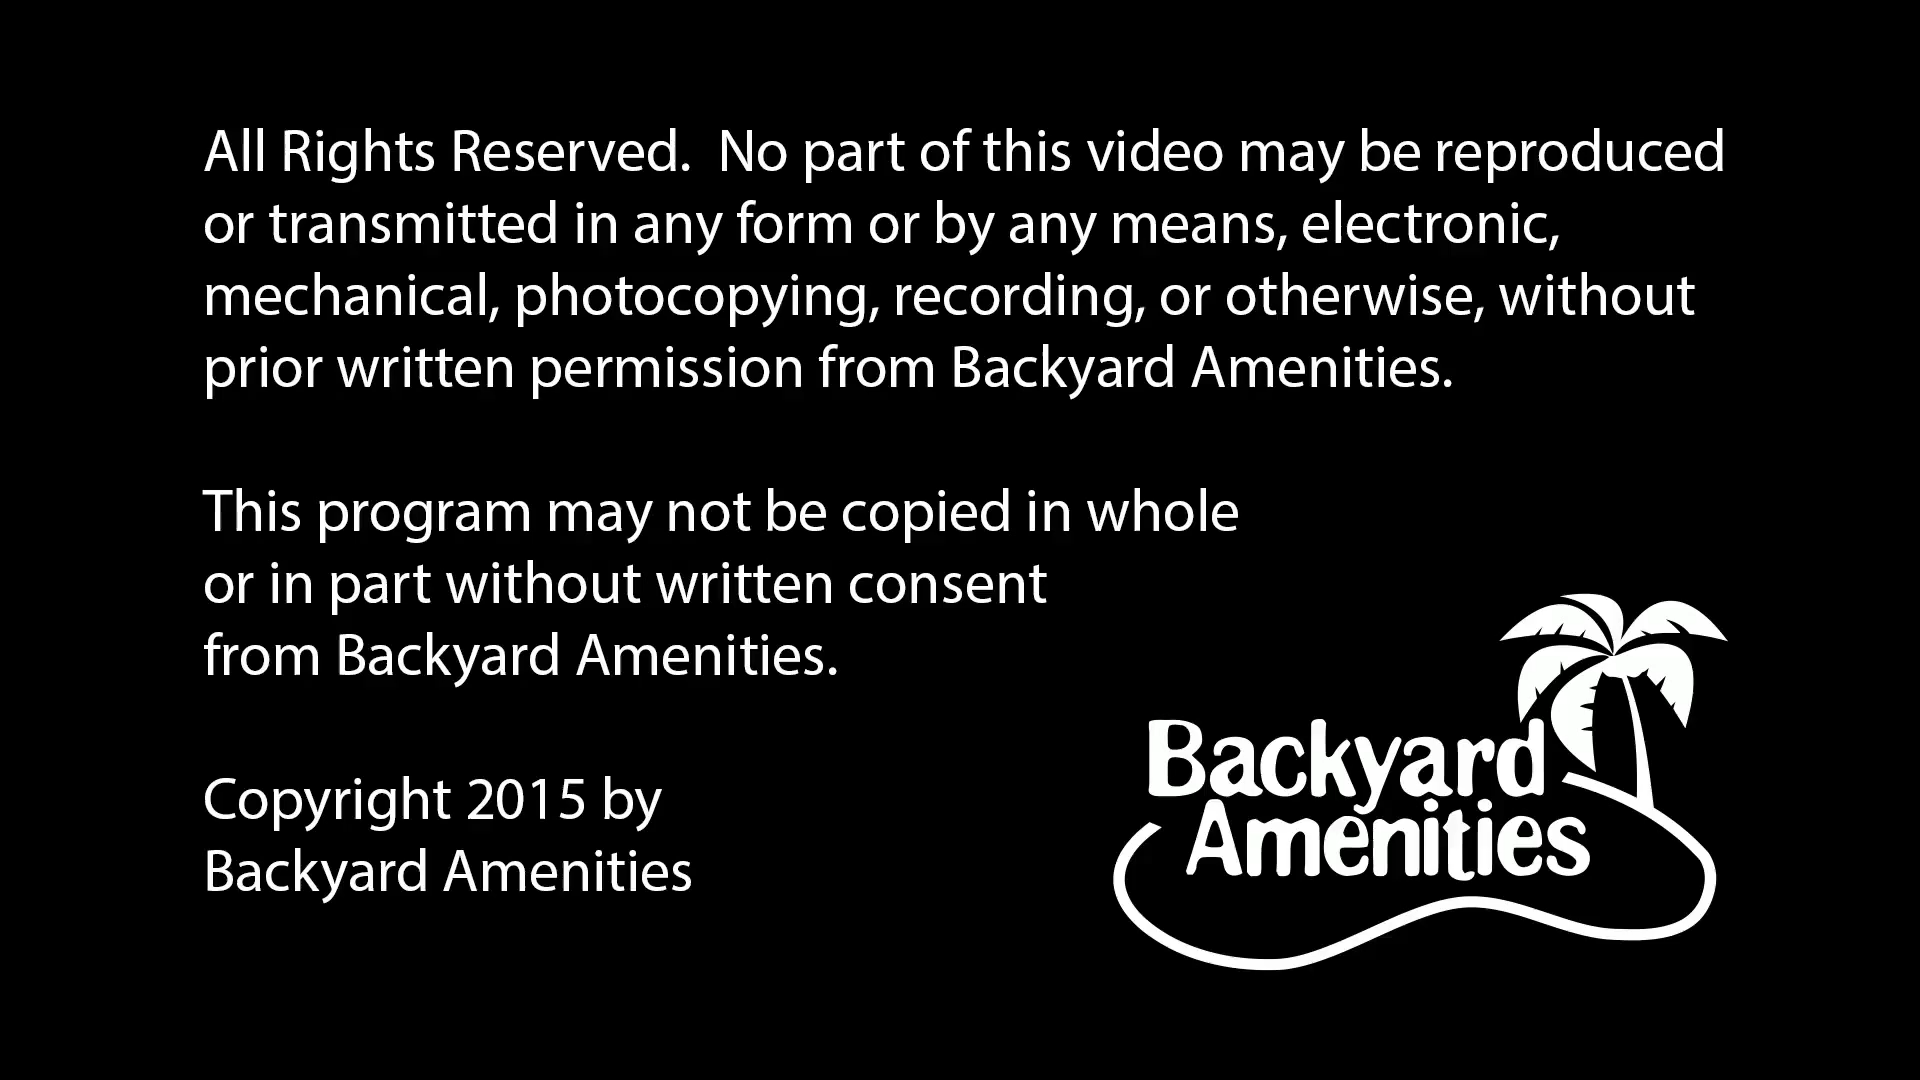 All Rights Reserved.  No part of this video may be reproduced
or transmitted in any form or by any means, electronic,
mechanical, photocopying, recording, or otherwise, without
prior written permission from Backyard Amenities.
This program may not be copied in whole
or in part without written consent
from Backyard Amenities.
Copyright 2015 by
Backyard Amenities
Backyard
Amenities